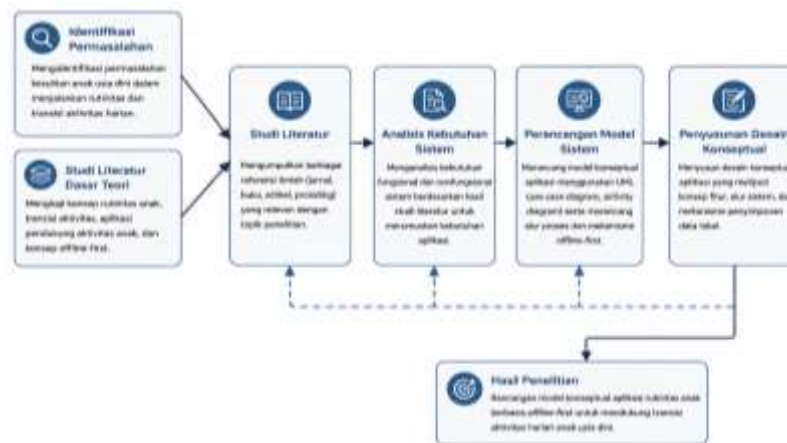 Identifikasi
Permasalahan
Mengidentifikasi permasalahan
kesulitan anak usia dini dalam
menjalankan rutinitas dan
transisi aktivitas harian.
Studi Literatur
Dasar Teori
Mengkaji konsep rutinitas anak,
transisi aktivitas, aplikasi
pendukung aktivitas anak, dan
konsep offline-first.
Studi Literatur
Mengumpulkan berbagai
referensi ilmiah (jurnal,
buku, artikel, prosiding)
yang relevan dengan
topik penelitian.
Analisis Kebutuhan
Sistem
Menganalisis kebutuhan
fungsional dan nonfungsional
sistem berdasarkan hasil
studi literatur untuk
merumuskan kebutuhan
aplikasi.
Perancangan Model
Sistem
Merancang model konseptual
aplikasi menggunakan UML
(use case diagram, activity
diagram) serta merancang
alur proses dan mekanisme
offline-first.
Penyusunan Desain
Konseptual
Menyusun desain konseptual
aplikasi yang meliputi
konsep fitur, alur sistem, da
mekanisme penyimpanan
data lokal.
Hasil Penelitian
Rancangan model konseptual aplikasi rutinitas anak
berbasis offline-first untuk mendukung transisi
aktivitas harian anak usia dini.